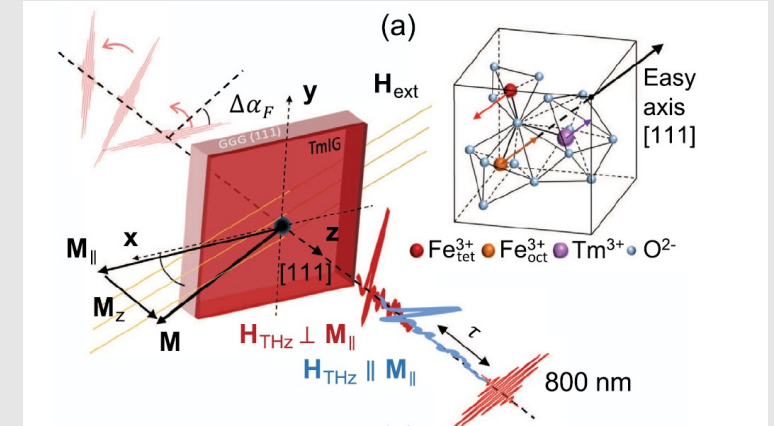 (a)
Δα_F
y
H_ext
GGG (111)
TmIG
Easy
axis
[111]
x
z
M_∥
[111]
M_z
M
Fe³⁺_tet Fe³⁺_oct Tm³⁺ O²⁻
H_THz ⊥ M_∥
H_THz ∥ M_∥
τ
800 nm